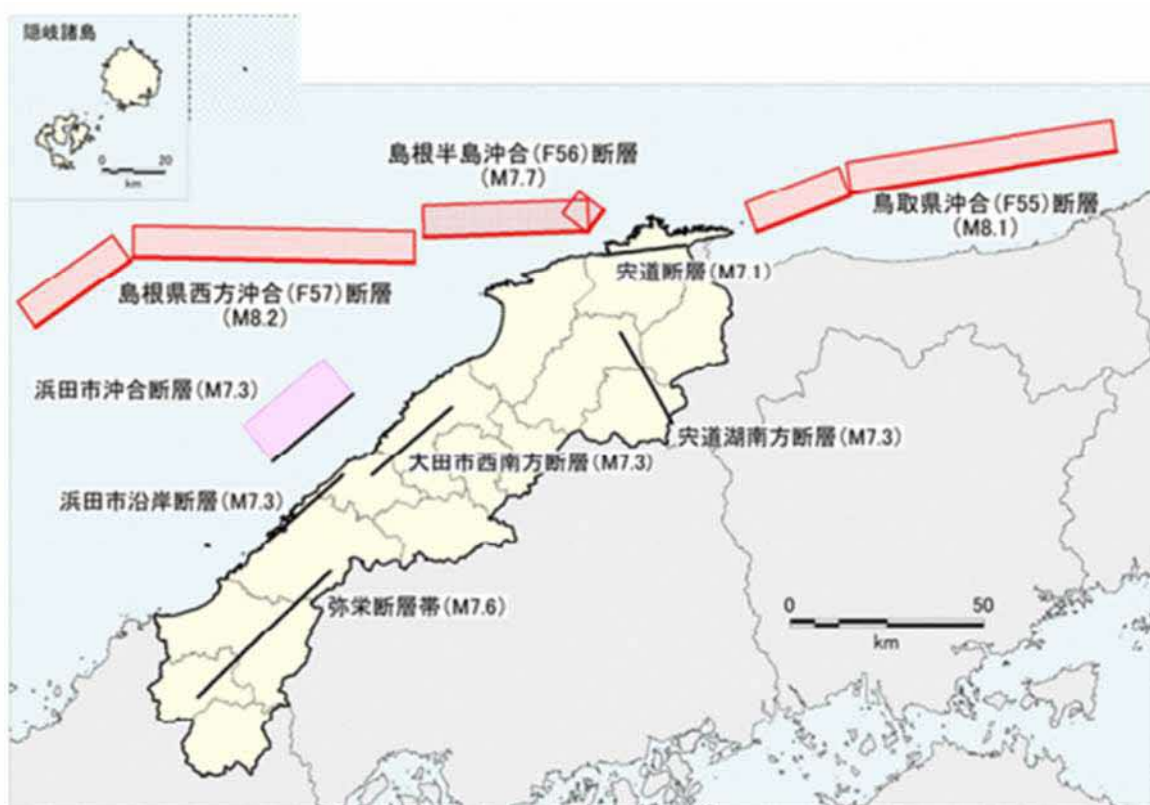 隠岐諸島
0 20
km
島根半島沖合(F56)断層
(M7.7)
鳥取県沖合(F55)断層
(M8.1)
宍道断層(M7.1)
島根県西方沖合(F57)断層
(M8.2)
浜田市沖合断層(M7.3)
宍道湖南方断層(M7.3)
大田市西南方断層(M7.3)
浜田市沿岸断層(M7.3)
弥栄断層帯(M7.6)
0 50
km